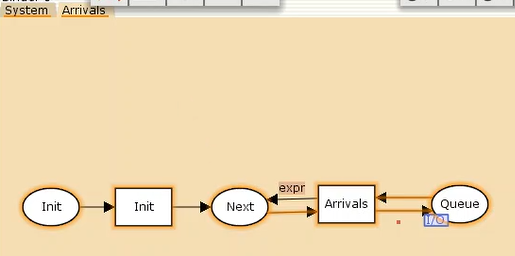 System Arrivals
expr
Init Init Next Arrivals Queue
I/O